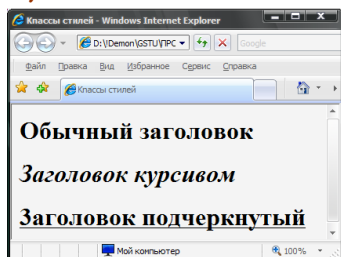 Классы стилей - Windows Internet Explorer
D:\Demon\GSTU\ПРС
Google
Файл Правка Вид Избранное Сервис Справка
Классы стилей
Обычный заголовок
Заголовок курсивом
Заголовок подчеркнутый
Мой компьютер 100%